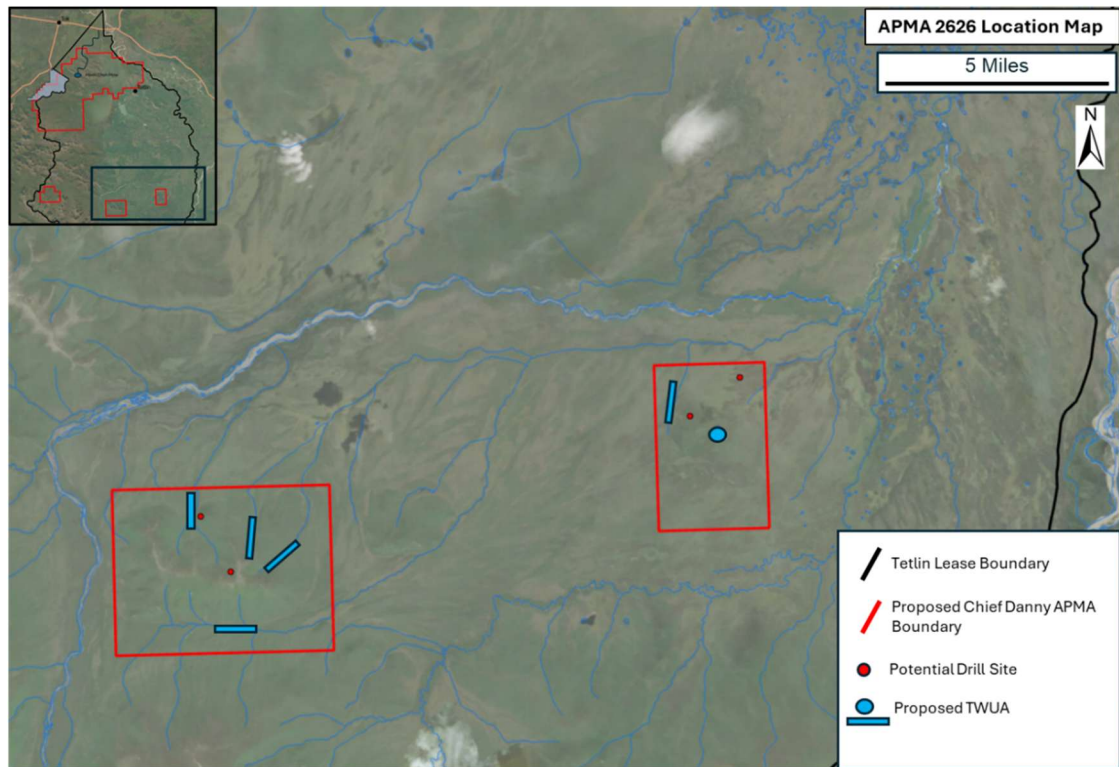 APMA 2626 Location Map
5 Miles
N
Tetlin Lease Boundary
Proposed Chief Danny APMA
Boundary
Potential Drill Site
Proposed TWUA